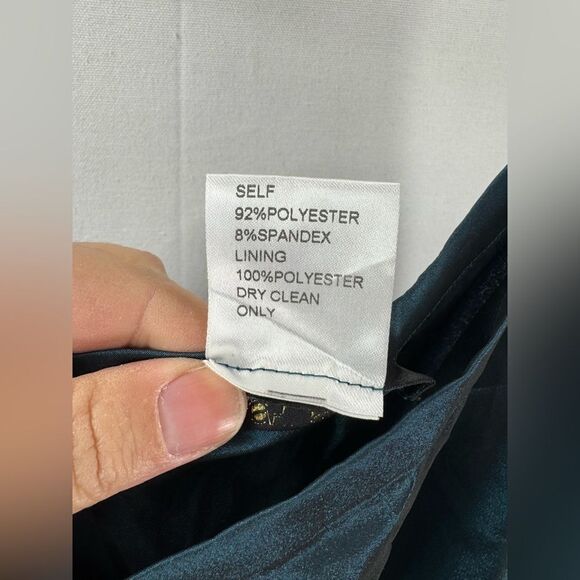 SELF
92%POLYESTER
8%SPANDEX
LINING
100%POLYESTER
DRY CLEAN
ONLY